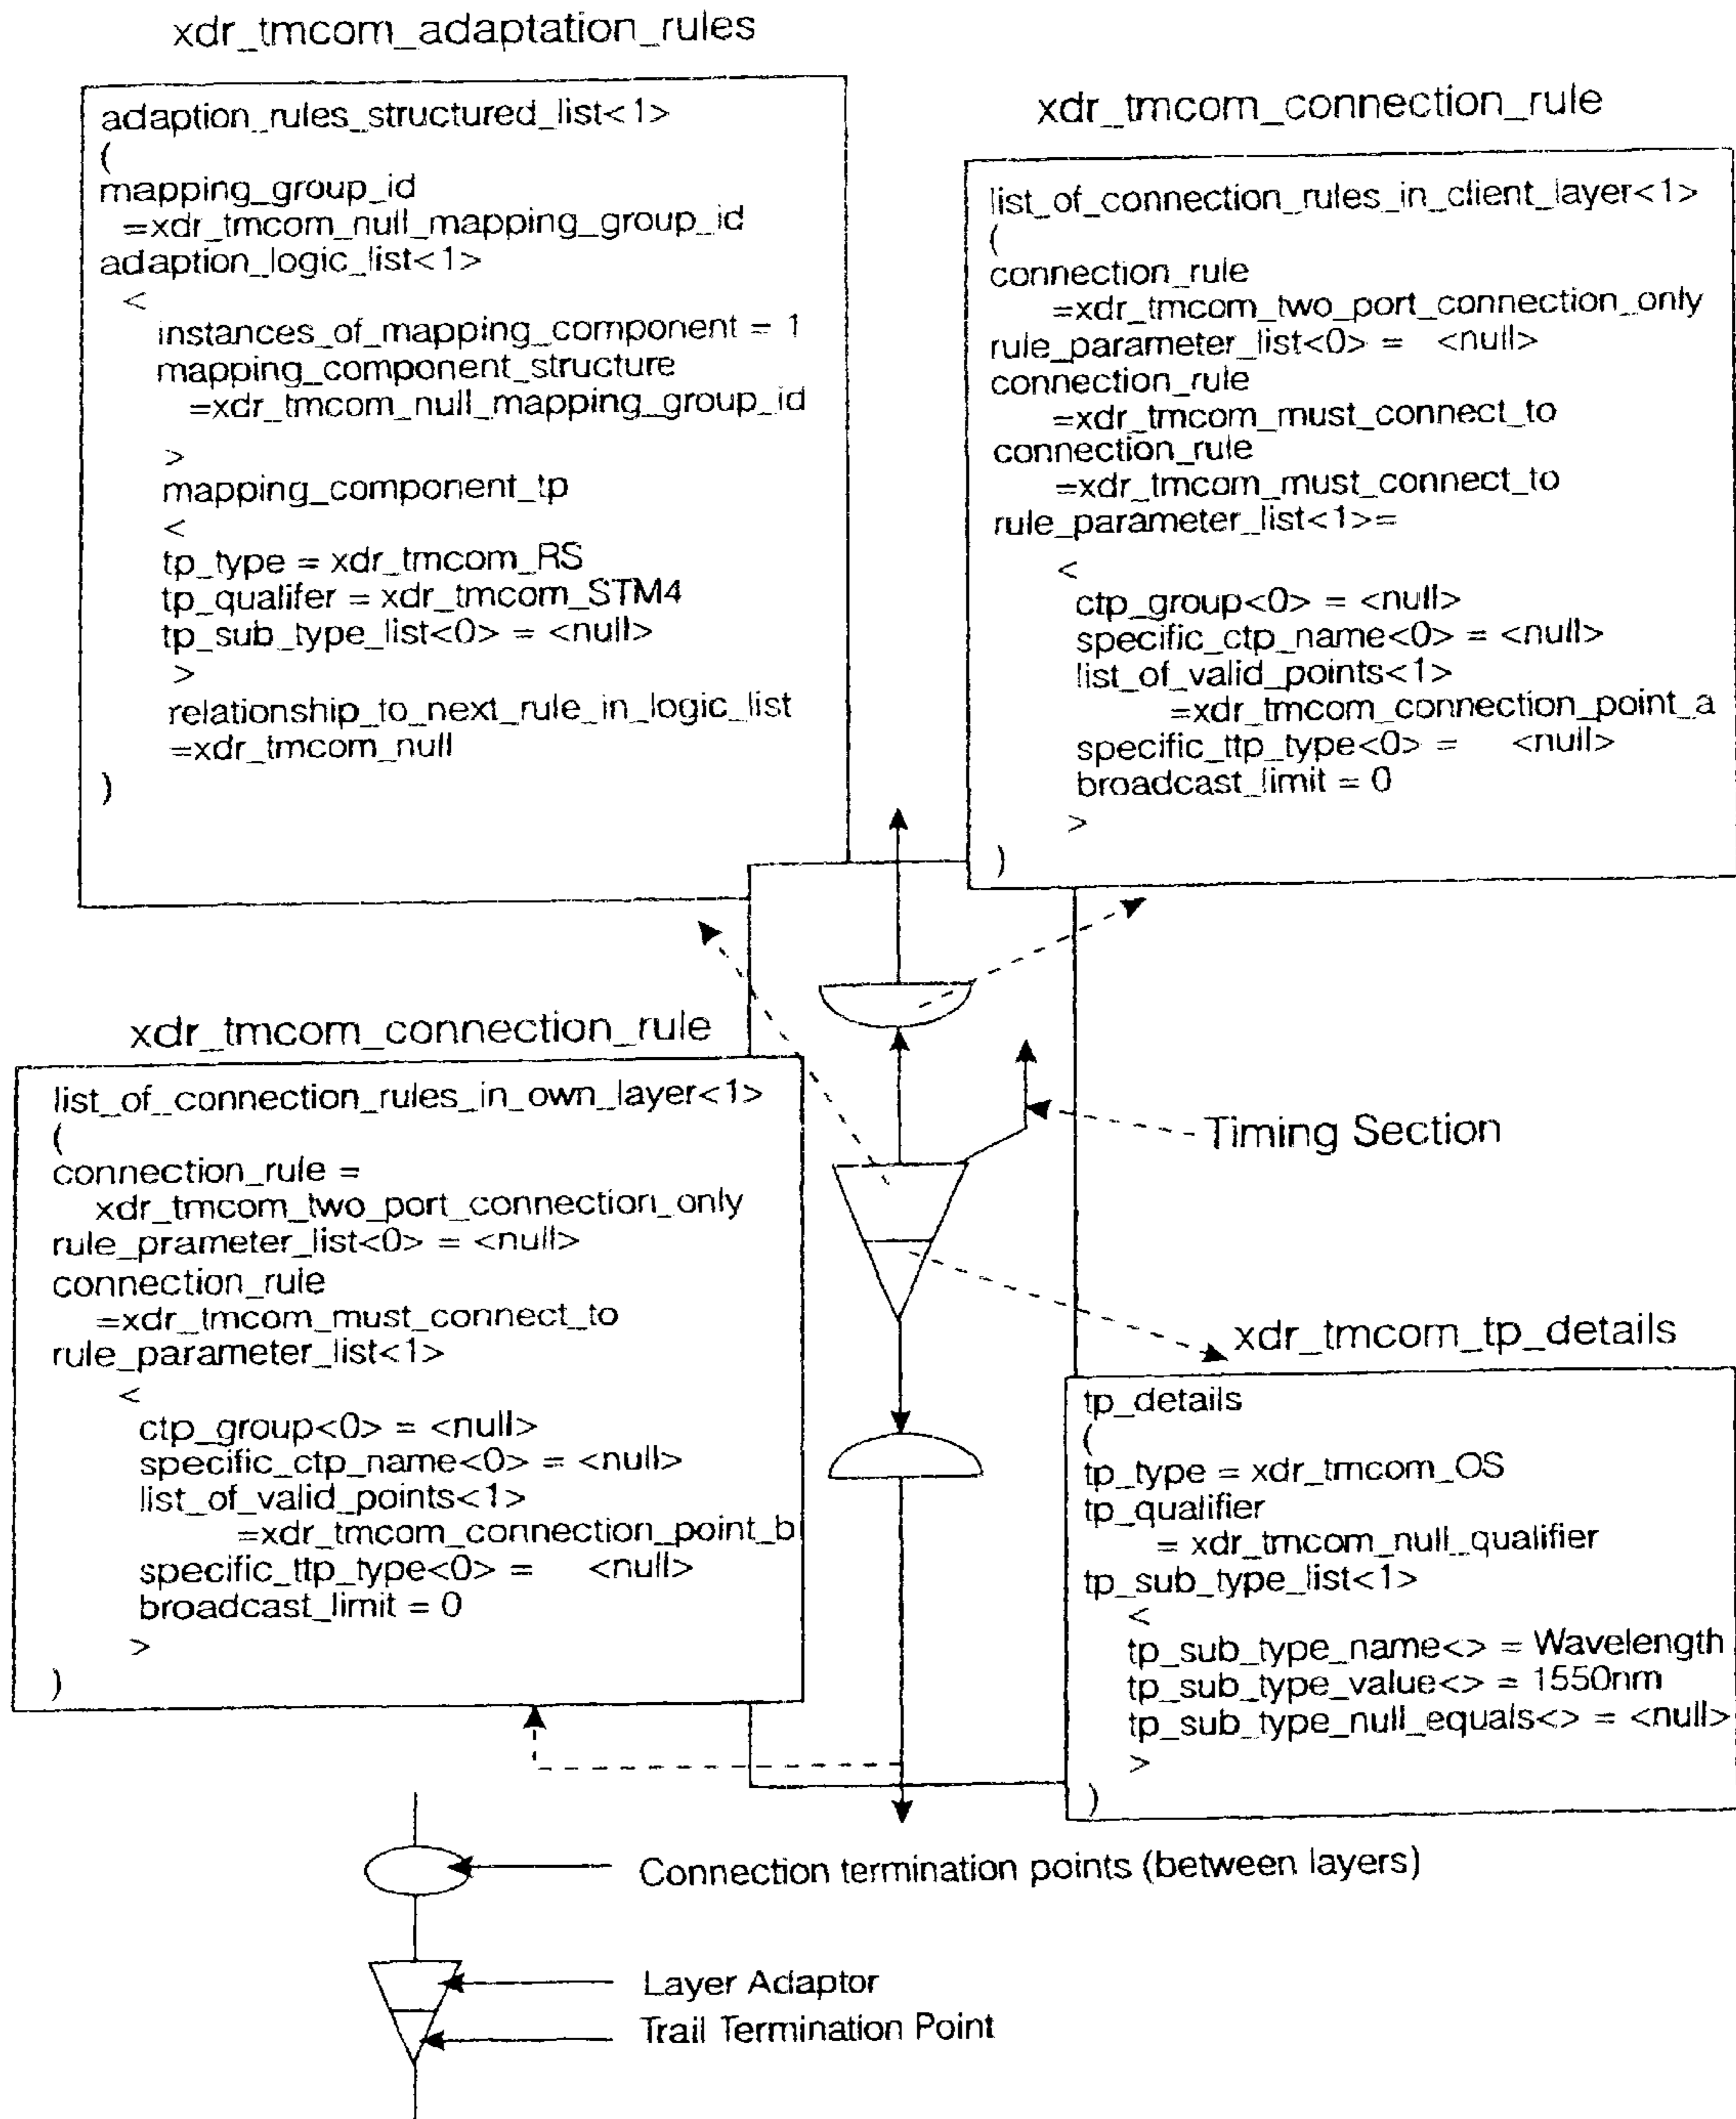 xdr_tmcom_adaptation_rules
adaption_rules_structured_list<1>
(
mapping_group_id
=xdr_tmcom_null_mapping_group_id
adaption_logic_list<1>
<
instances_of_mapping_component = 1
mapping_component_structure
=xdr_tmcom_null_mapping_group_id
>
mapping_component_tp
<
tp_type = xdr_tmcom_RS
tp_qualifer = xdr_tmcom_STM4
tp_sub_type_list<0> = <null>
>
relationship_to_next_rule_in_logic_list
=xdr_tmcom_null
)
xdr_tmcom_connection_rule
list_of_connection_rules_in_client_layer<1>
(
connection_rule
=xdr_tmcom_two_port_connection_only
rule_parameter_list<0> = <null>
connection_rule
=xdr_tmcom_must_connect_to
connection_rule
=xdr_tmcom_must_connect_to
rule_parameter_list<1>=
<
ctp_group<0> = <null>
specific_ctp_name<0> = <null>
list_of_valid_points<1>
=xdr_tmcom_connection_point_a
specific_ttp_type<0> = <null>
broadcast_limit = 0
>
)
xdr_tmcom_connection_rule
list_of_connection_rules_in_own_layer<1>
(
connection_rule =
xdr_tmcom_two_port_connection_only
rule_prameter_list<0> = <null>
connection_rule
=xdr_tmcom_must_connect_to
rule_parameter_list<1>
<
ctp_group<0> = <null>
specific_ctp_name<0> = <null>
list_of_valid_points<1>
=xdr_tmcom_connection_point_b
specific_ttp_type<0> = <null>
broadcast_limit = 0
>
)
Timing Section
xdr_tmcom_tp_details
tp_details
(
tp_type = xdr_tmcom_OS
tp_qualifier
= xdr_tmcom_null_qualifier
tp_sub_type_list<1>
<
tp_sub_type_name<> = Wavelength
tp_sub_type_value<> = 1550nm
tp_sub_type_null_equals<> = <null>
>
)
Connection termination points (between layers)
Layer Adaptor
Trail Termination Point